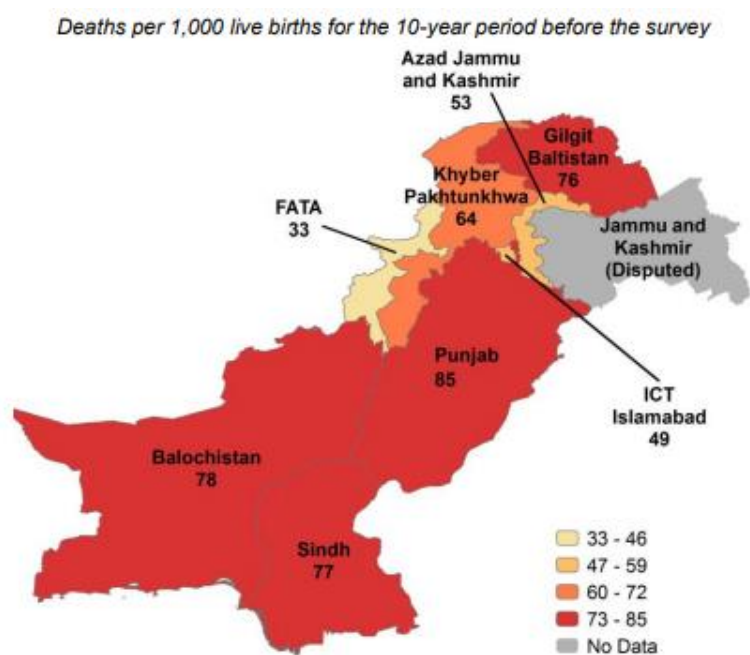 Deaths per 1,000 live births for the 10-year period before the survey
Azad Jammu
and Kashmir
53
Gilgit
Baltistan
76
Khyber
Pakhtunkhwa
64
FATA
33
Jammu and
Kashmir
(Disputed)
Punjab
85
ICT
Islamabad
49
Balochistan
78
Sindh
77
33 - 46
47 - 59
60 - 72
73 - 85
No Data